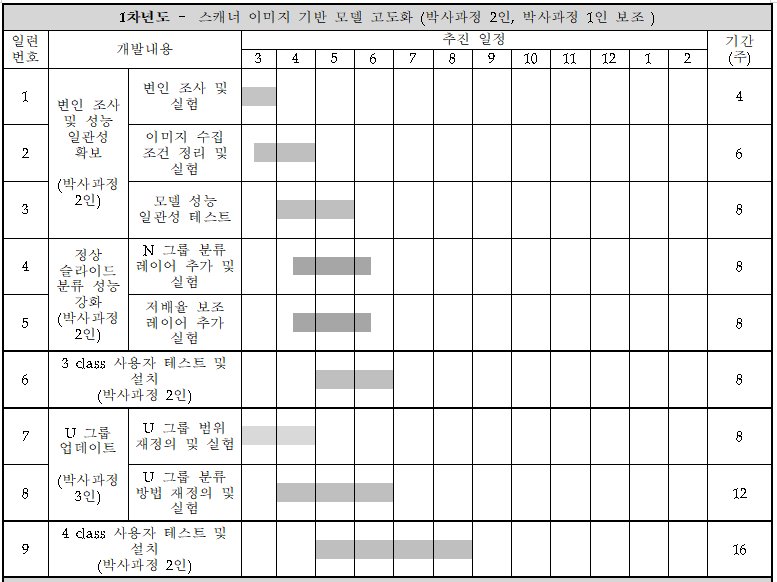 1차년도 - 스캐너 이미지 기반 모델 고도화 (박사과정 2인, 박사과정 1인 보조 )
일련
번호
개발내용
추진 일정
기간
(주)
3 4 5 6 7 8 9 10 11 12 1 2
1
번인 조사
및 성능
일관성
확보
(박사과정
2인)
번인 조사 및
실험
4
2
이미지 수집
조건 정리 및
실험
6
3
모델 성능
일관성 테스트
8
4
정상
슬라이드
분류 성능
강화
(박사과정
2인)
N 그룹 분류
레이어 추가 및
실험
8
5
저배율 보조
레이어 추가
실험
8
6
3 class 사용자 테스트 및
설치
(박사과정 2인)
8
7
U 그룹
업데이트
(박사과정
3인)
U 그룹 범위
재정의 및 실험
8
8
U 그룹 분류
방법 재정의 및
실험
12
9
4 class 사용자 테스트 및
설치
(박사과정 2인)
16